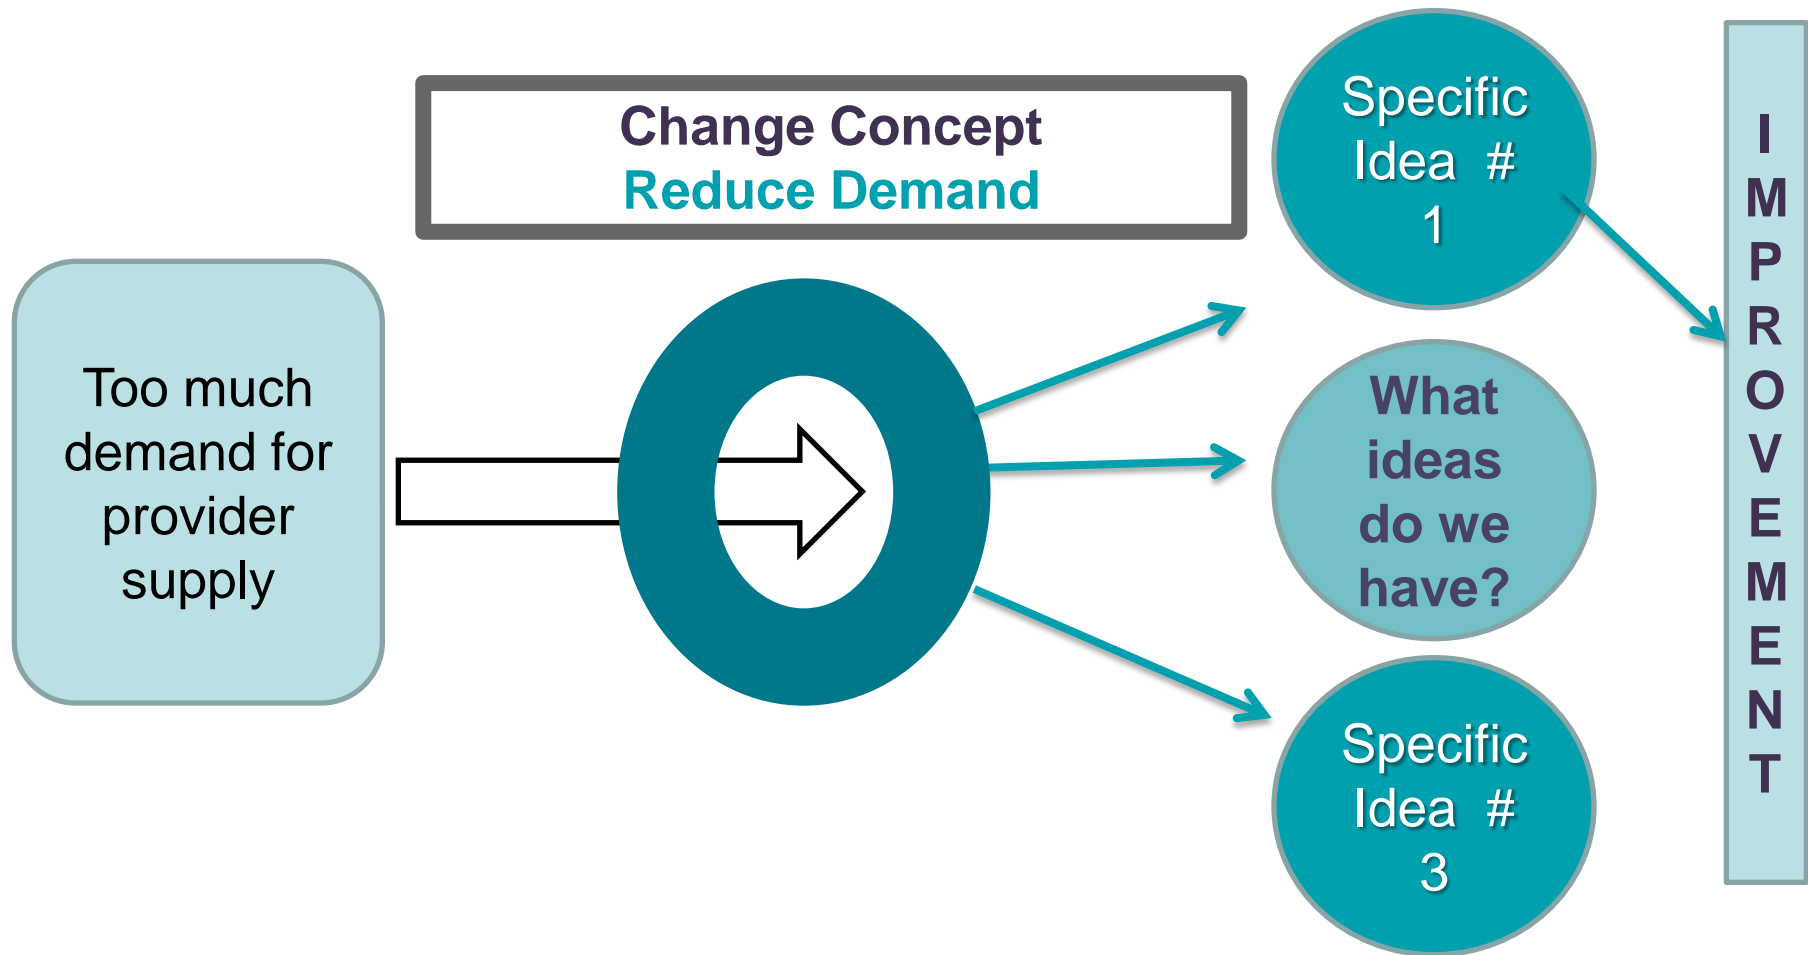 Change Concept
Reduce Demand
Too much
demand for
provider
supply
Specific
Idea #
1
What
ideas
do we
have?
Specific
Idea #
3
I
M
P
R
O
V
E
M
E
N
T